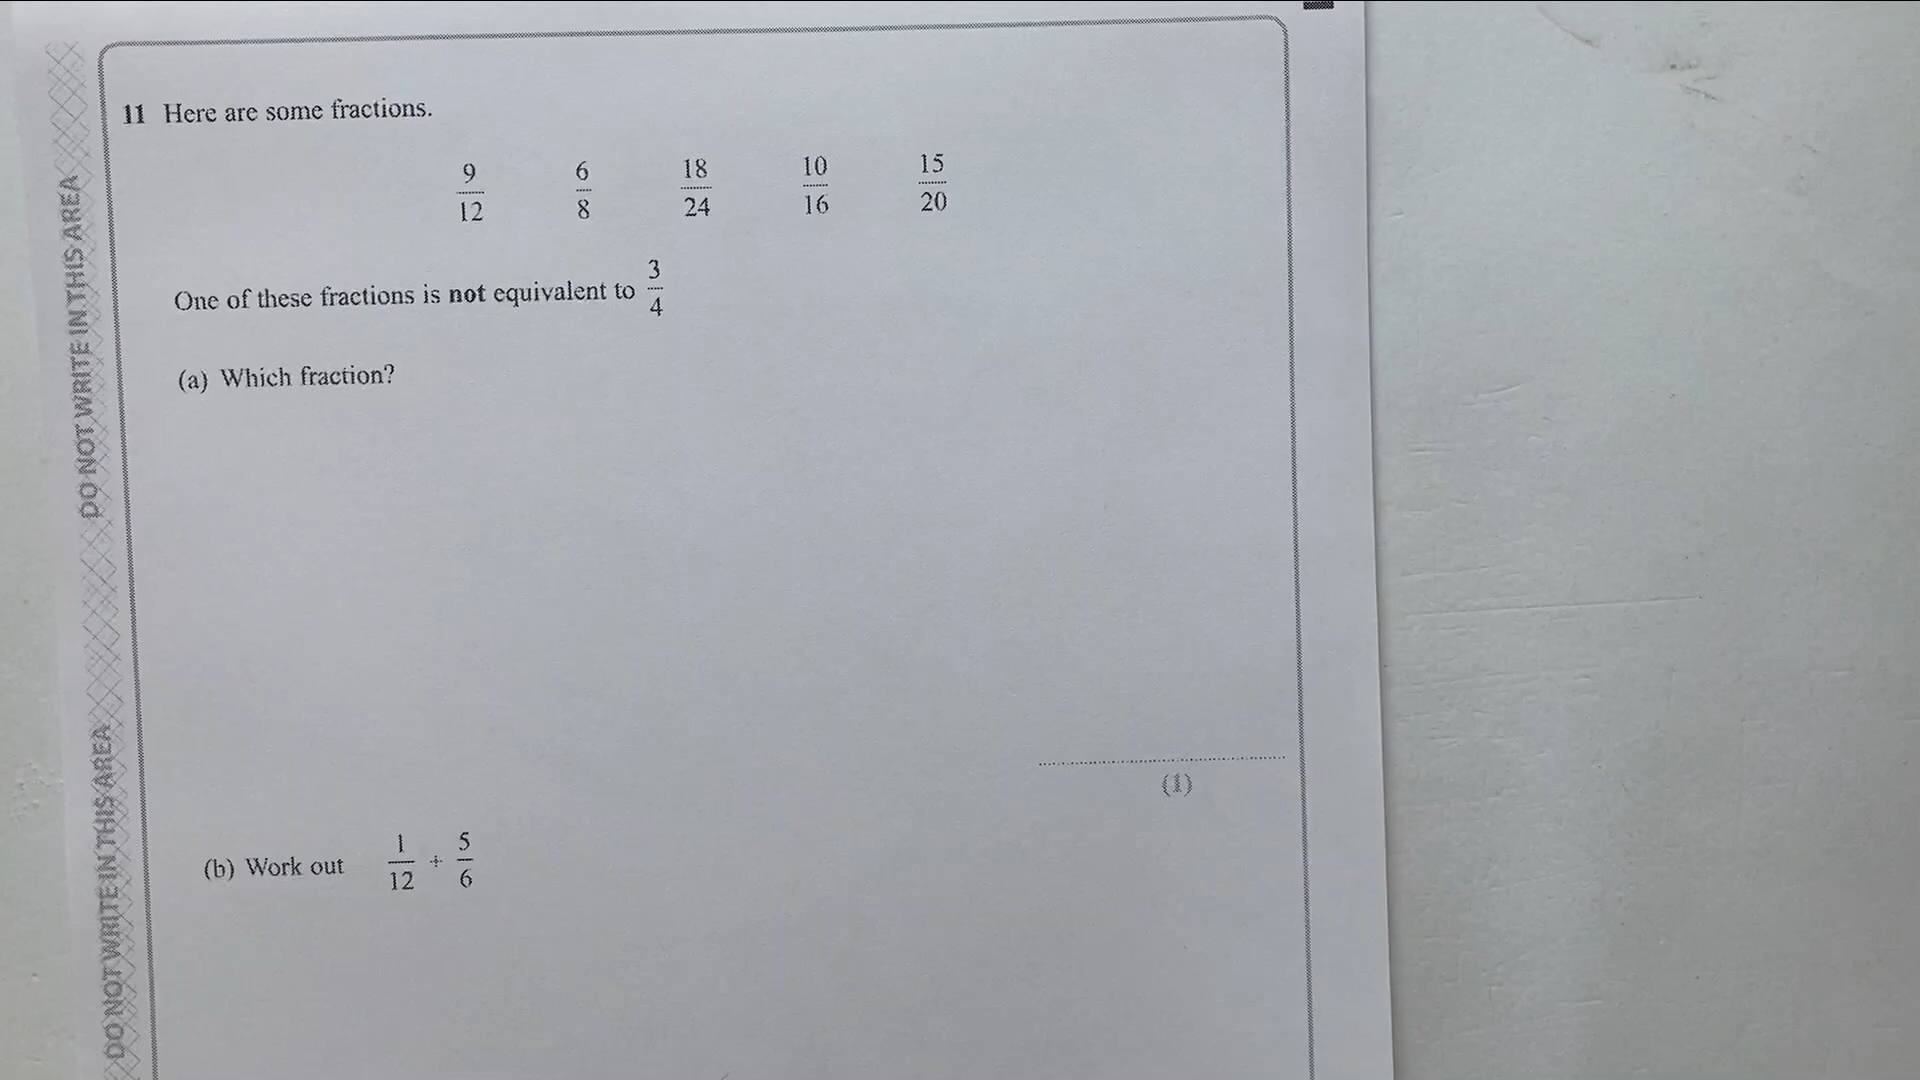 11 Here are some fractions.
9/12 6/8 18/24 10/16 15/20
One of these fractions is not equivalent to 3/4
(a) Which fraction?
(1)
(b) Work out 1/12 + 5/6
DO NOT WRITE IN THIS AREA
DO NOT WRITE IN THIS AREA